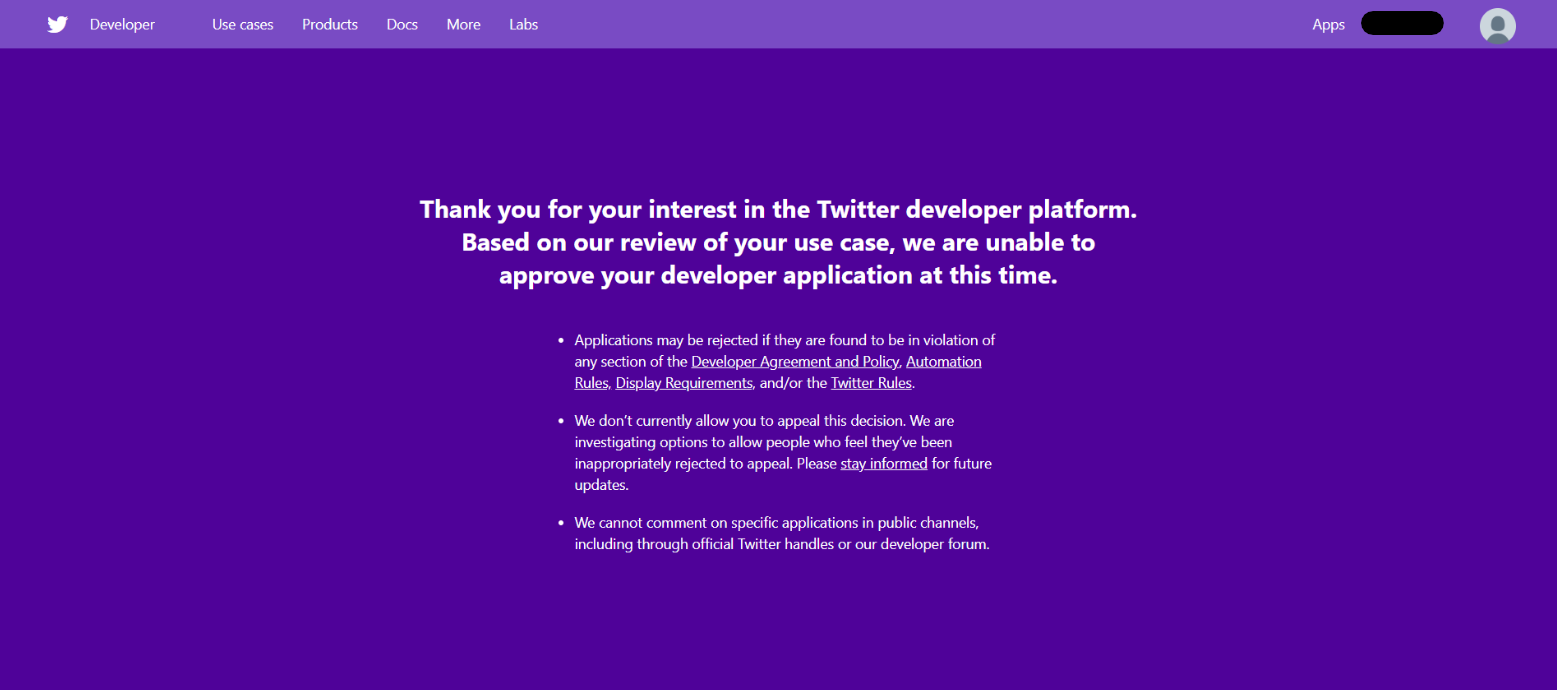 Developer Use cases Products Docs More Labs Apps
Thank you for your interest in the Twitter developer platform.
Based on our review of your use case, we are unable to
approve your developer application at this time.
• Applications may be rejected if they are found to be in violation of
any section of the Developer Agreement and Policy, Automation
Rules, Display Requirements, and/or the Twitter Rules.
• We don’t currently allow you to appeal this decision. We are
investigating options to allow people who feel they’ve been
inappropriately rejected to appeal. Please stay informed for future
updates.
• We cannot comment on specific applications in public channels,
including through official Twitter handles or our developer forum.